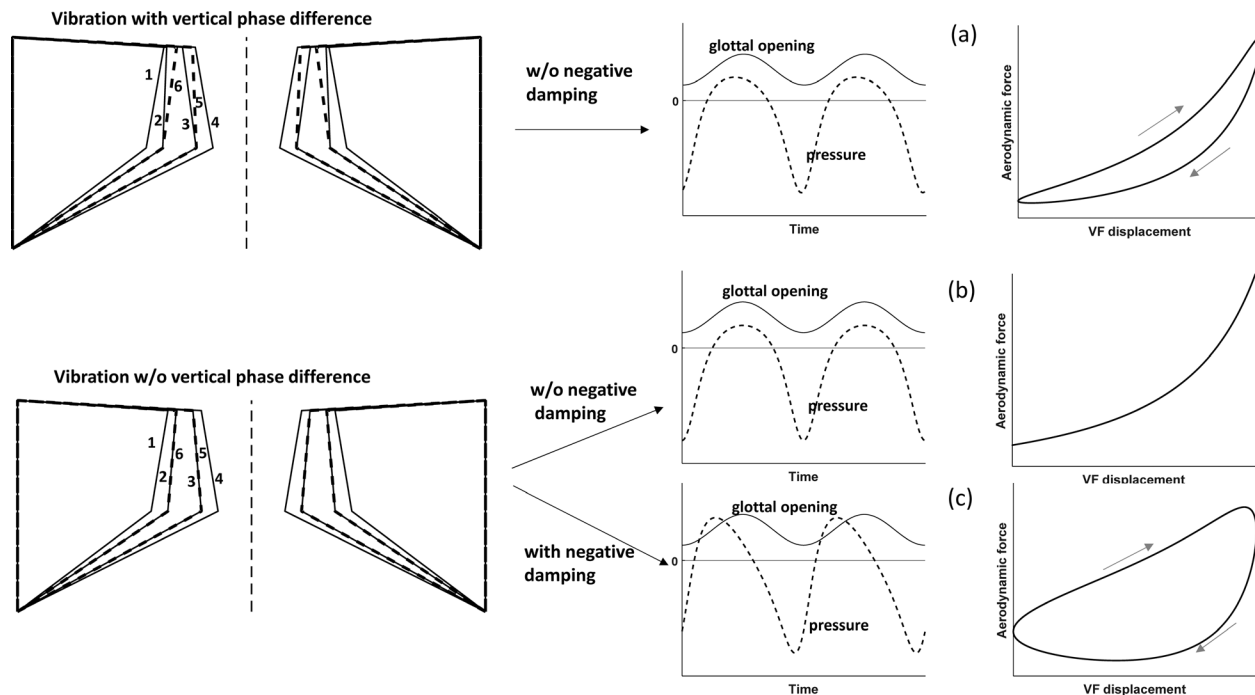 Vibration with vertical phase difference
1
6
5
2
3
4
w/o negative
damping
glottal opening
0
pressure
Time
(a)
Aerodynamic force
VF displacement
Vibration w/o vertical phase difference
1
6
5
2
3
4
w/o negative
damping
with negative
damping
glottal opening
0
pressure
Time
(b)
Aerodynamic force
VF displacement
glottal opening
0
pressure
Time
(c)
Aerodynamic force
VF displacement